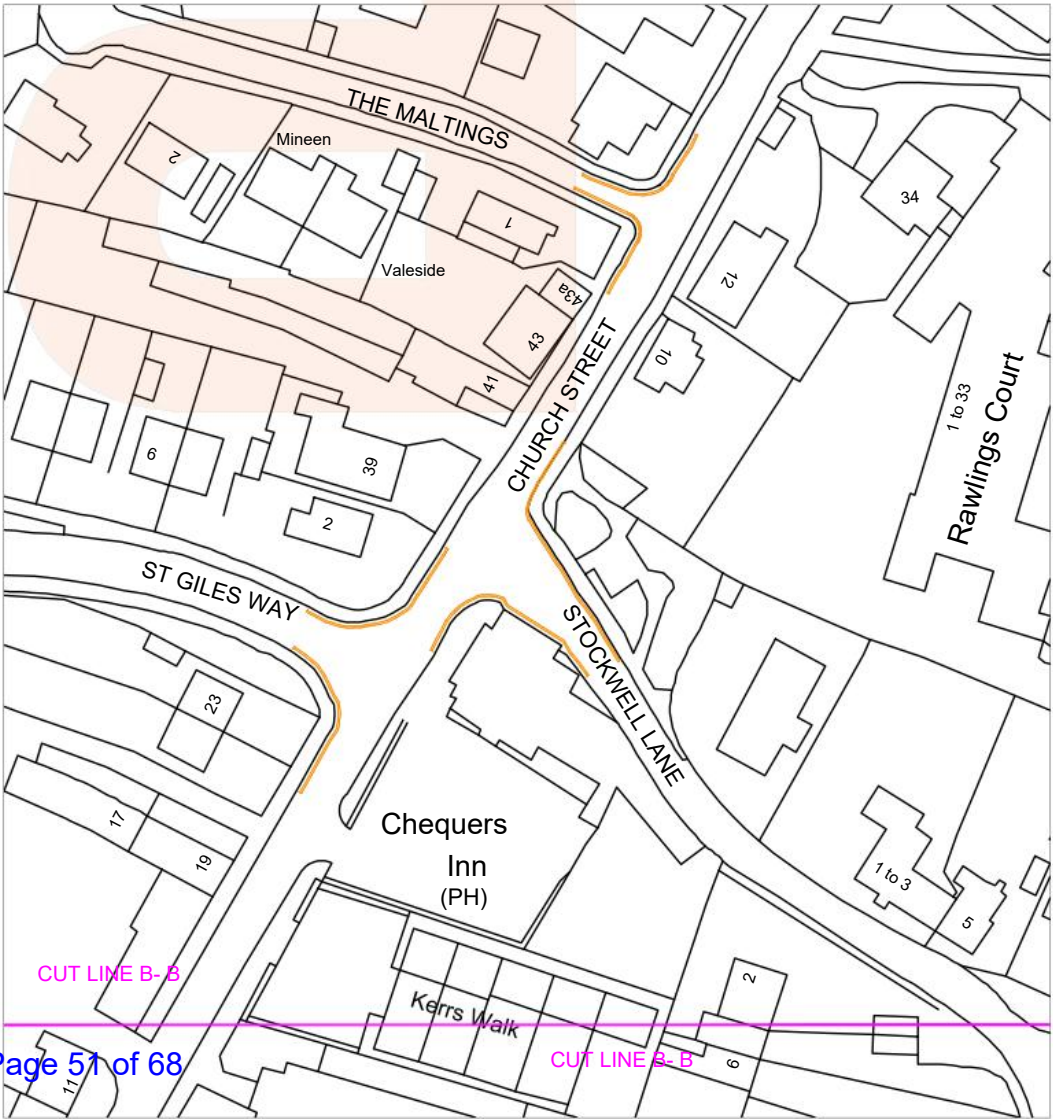 THE MALTINGS
Mineen
2
1
34
Valeside
43a
12
43
10
41
CHURCH STREET
1 to 33
Rawlings Court
6
39
2
ST GILES WAY
STOCKWELL LANE
23
17
19
Chequers
Inn
(PH)
1 to 3
5
CUT LINE B- B
2
Kerrs Walk
CUT LINE B- B
6
Page 51 of 68
11